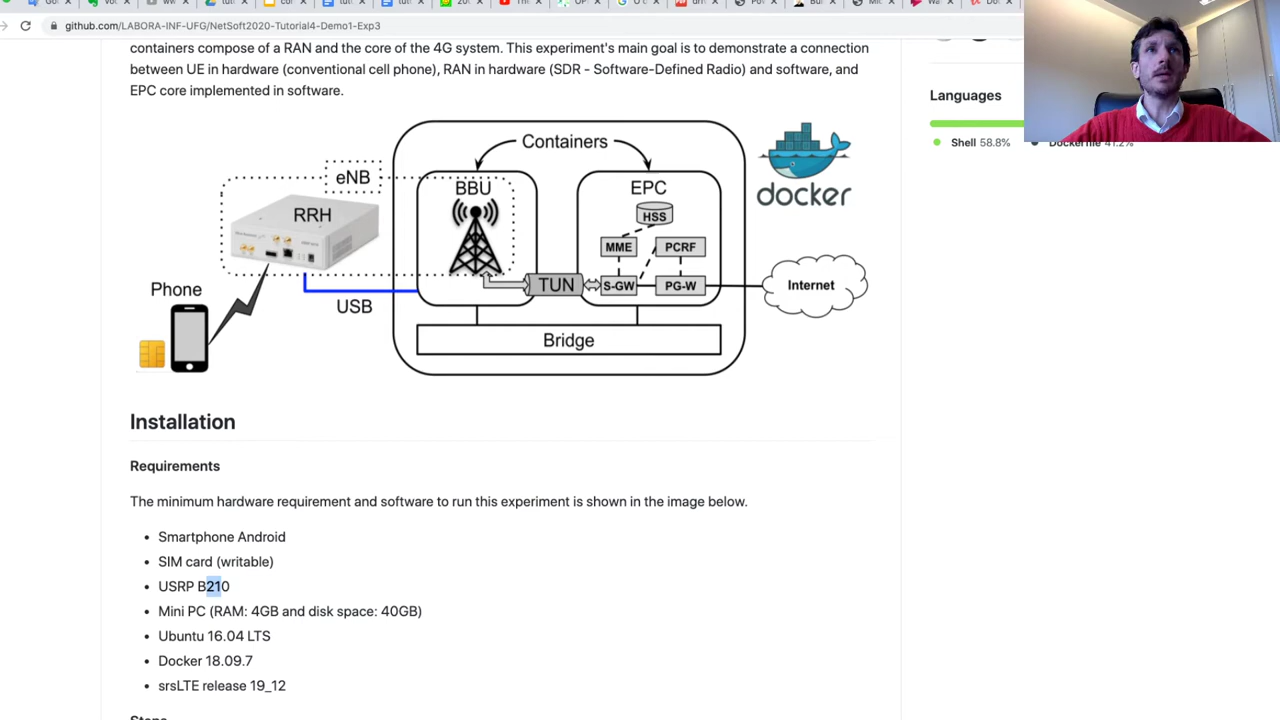 github.com/LABORA-INF-UFG/NetSoft2020-Tutorial4-Demo1-Exp3
containers compose of a RAN and the core of the 4G system. This experiment's main goal is to demonstrate a connection
between UE in hardware (conventional cell phone), RAN in hardware (SDR - Software-Defined Radio) and software, and
EPC core implemented in software.
Languages
Shell 58.8%
Dockerfile 41.2%
Containers
eNB
BBU
EPC
docker
RRH
HSS
MME
PCRF
TUN
S-GW
PG-W
Internet
Phone
USB
Bridge
Installation
Requirements
The minimum hardware requirement and software to run this experiment is shown in the image below.
• Smartphone Android
• SIM card (writable)
• USRP B210
• Mini PC (RAM: 4GB and disk space: 40GB)
• Ubuntu 16.04 LTS
• Docker 18.09.7
• srsLTE release 19_12